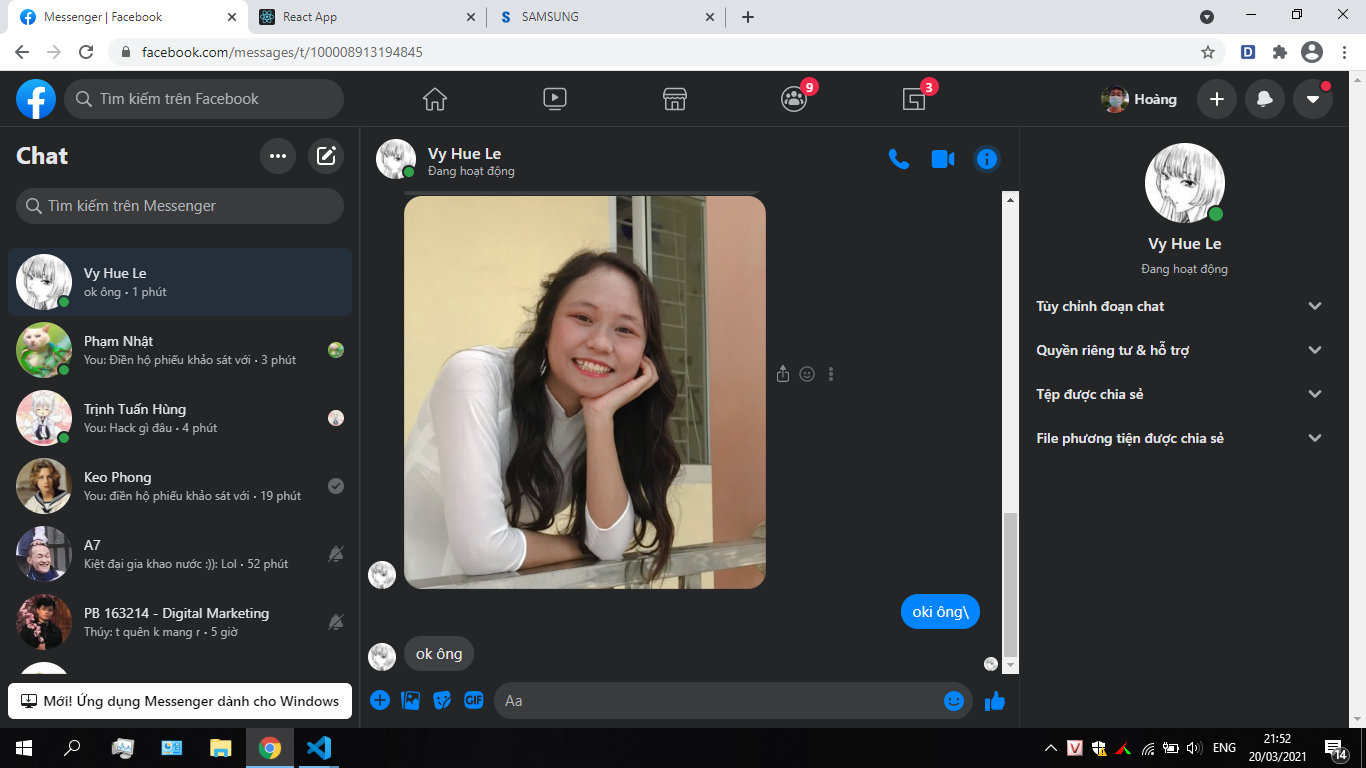 Messenger | Facebook
React App
SAMSUNG
facebook.com/messages/t/100008913194845
Tìm kiếm trên Facebook
9
3
Hoàng
Chat
Tìm kiếm trên Messenger
Vy Hue Le
ok ông • 1 phút
Phạm Nhật
You: Điền hộ phiếu khảo sát với • 3 phút
Trịnh Tuấn Hùng
You: Hack gì đâu • 4 phút
Keo Phong
You: điền hộ phiếu khảo sát với • 19 phút
A7
Kiệt đại gia khao nước :)): Lol • 52 phút
PB 163214 - Digital Marketing
Thúy: t quên k mang r • 5 giờ
Mới! Ứng dụng Messenger dành cho Windows
Vy Hue Le
Đang hoạt động
oki ông\
ok ông
GIF
Aa
Vy Hue Le
Đang hoạt động
Tùy chỉnh đoạn chat
Quyền riêng tư & hỗ trợ
Tệp được chia sẻ
File phương tiện được chia sẻ
ENG
21:52
20/03/2021
14